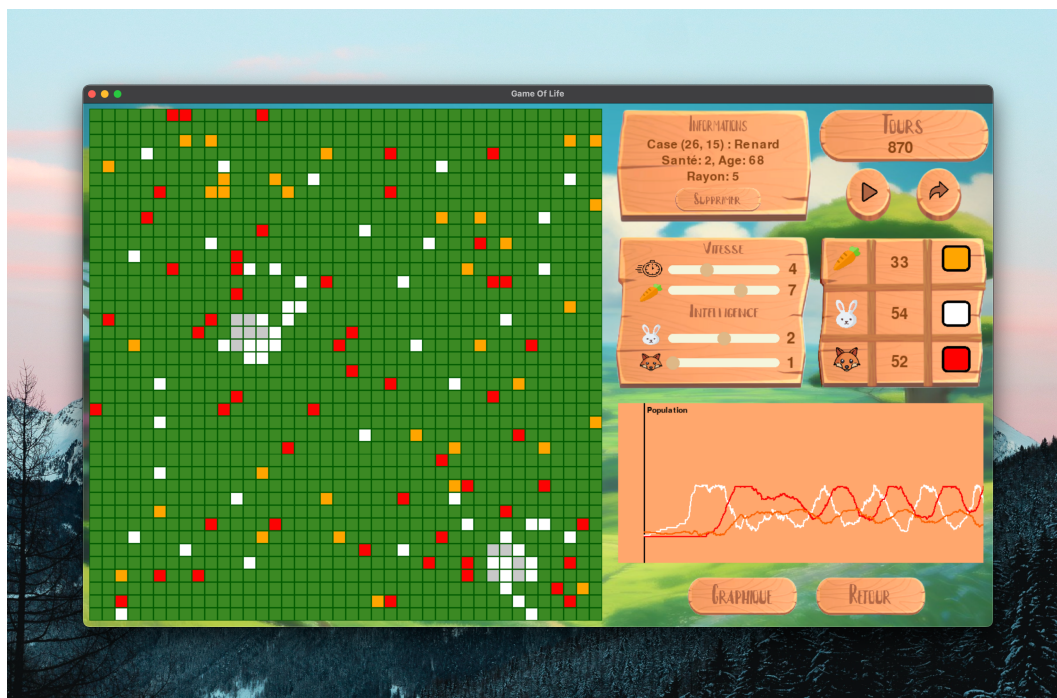 Game Of Life
Informations
Case (26, 15) : Renard
Santé: 2, Age: 68
Rayon: 5
Supprimer
Tours
870
Vitesse
4
7
Intelligence
2
1
33
54
52
Population
Graphique
Retour